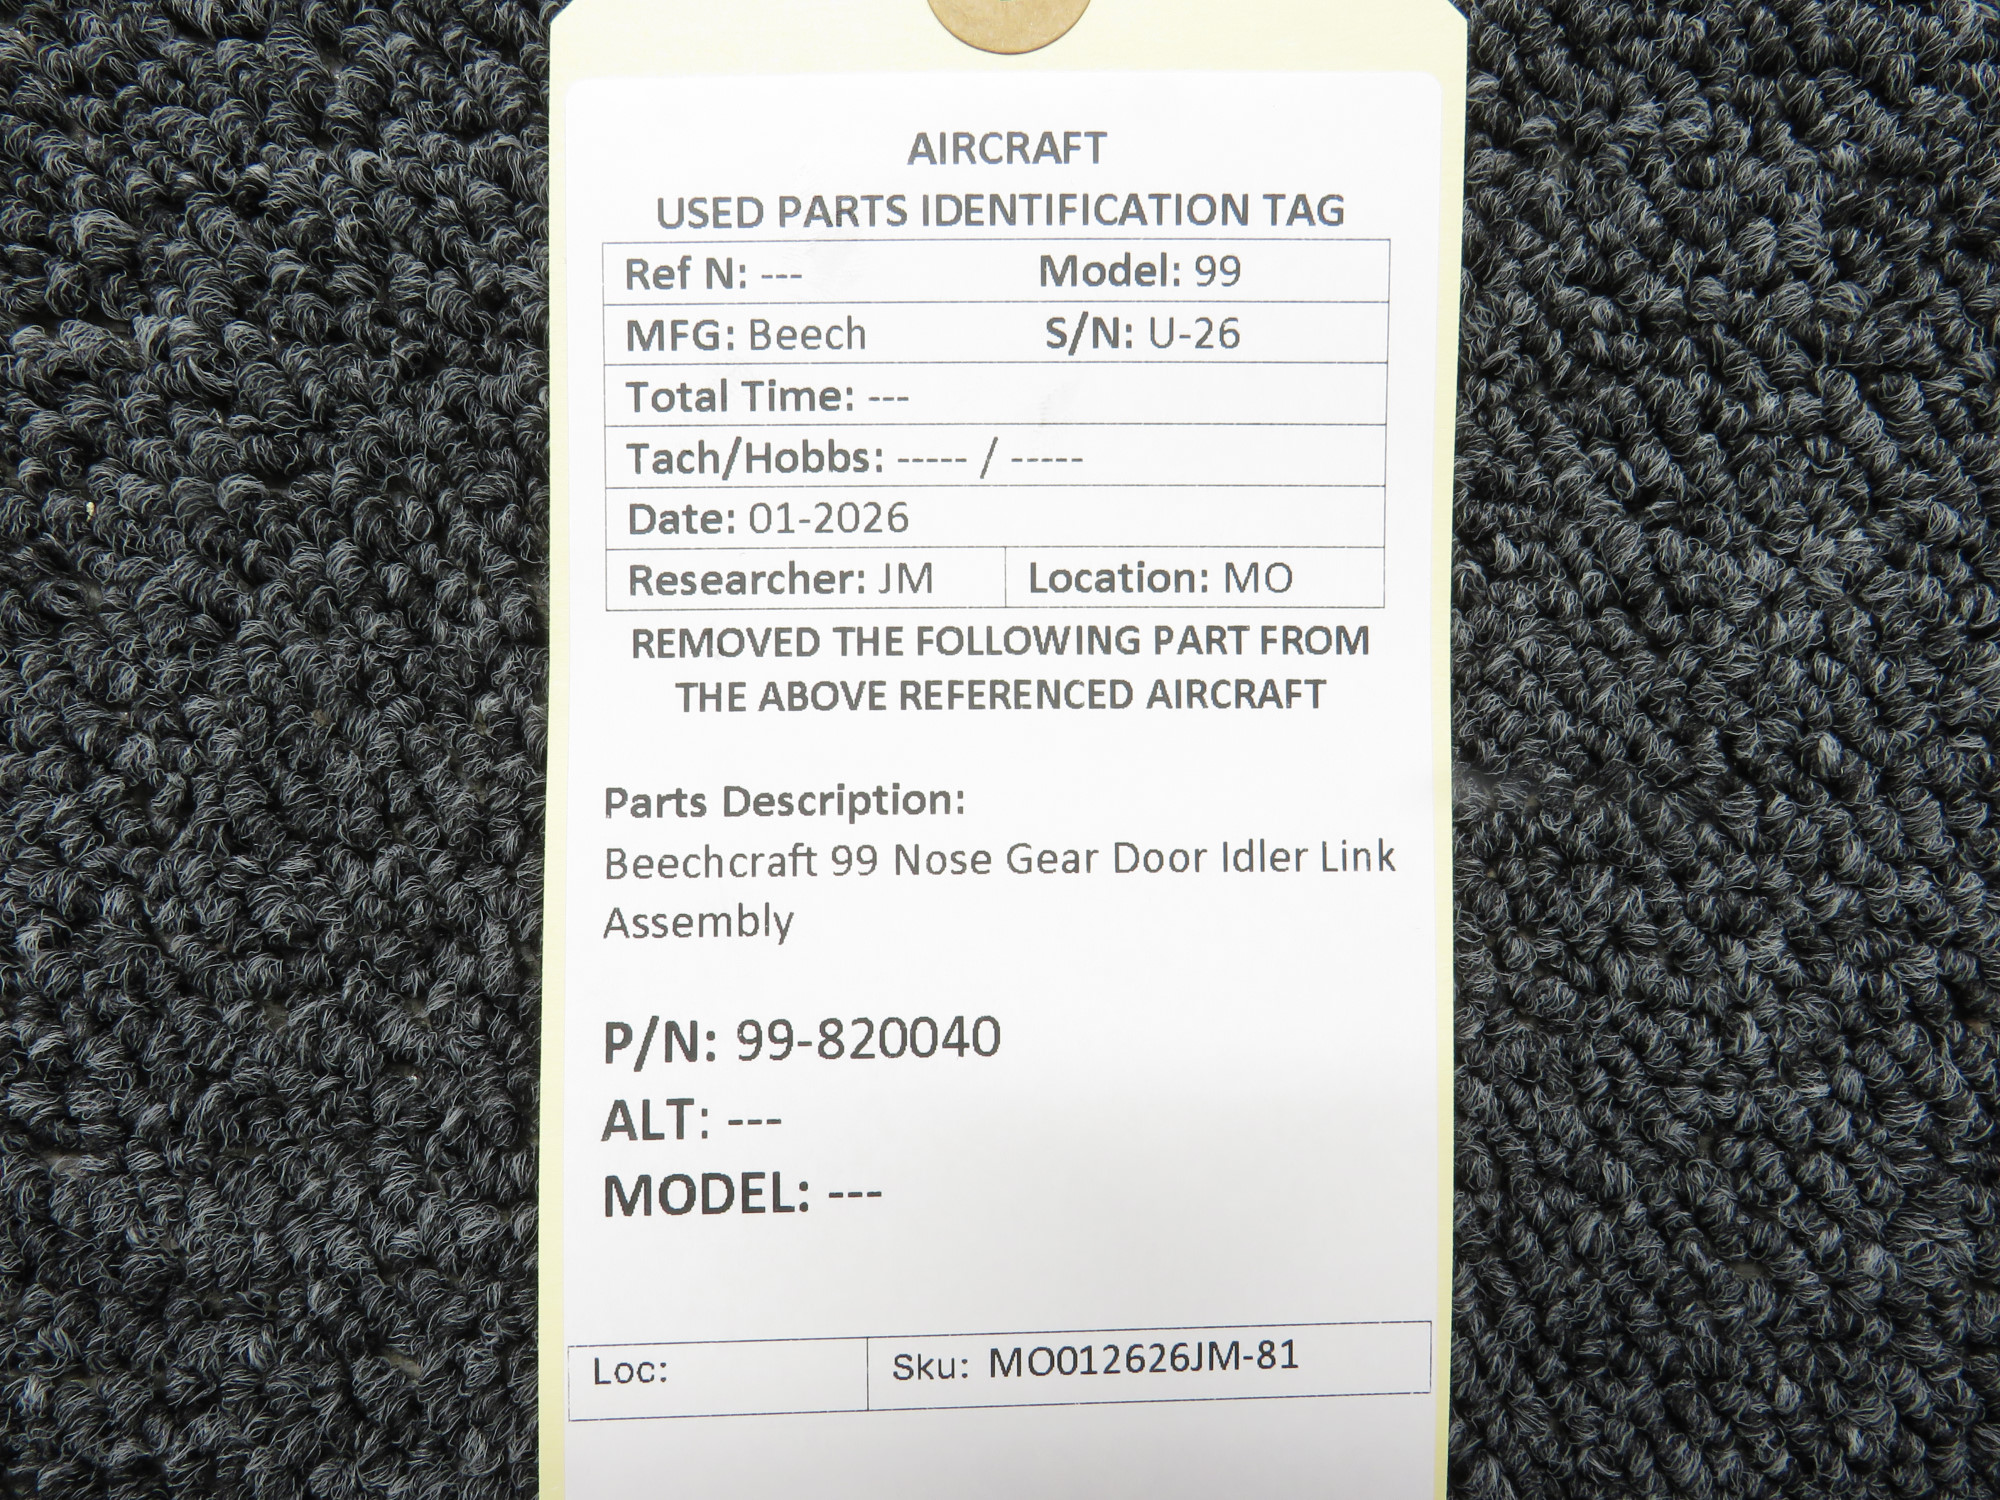 AIRCRAFT
USED PARTS IDENTIFICATION TAG
Ref N: --- Model: 99
MFG: Beech S/N: U-26
Total Time: ---
Tach/Hobbs: ----- / -----
Date: 01-2026
Researcher: JM Location: MO
REMOVED THE FOLLOWING PART FROM
THE ABOVE REFERENCED AIRCRAFT
Parts Description:
Beechcraft 99 Nose Gear Door Idler Link
Assembly
P/N: 99-820040
ALT: ---
MODEL: ---
Loc: Sku: MO012626JM-81